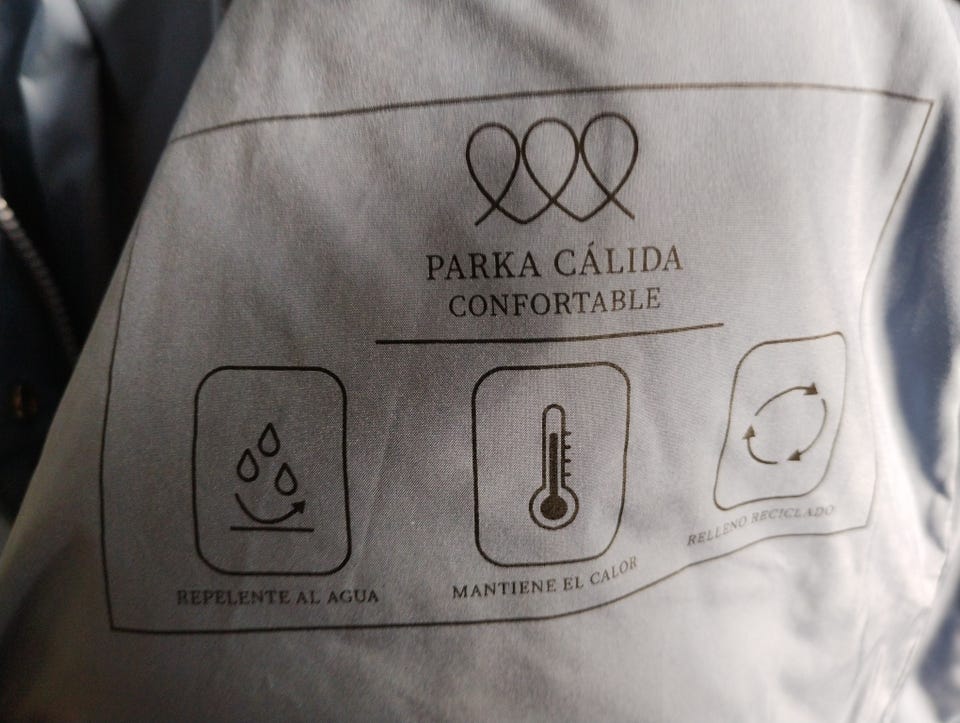 PARKA CÁLIDA
CONFORTABLE
REPELENTE AL AGUA
MANTIENE EL CALOR
RELLENO RECICLADO